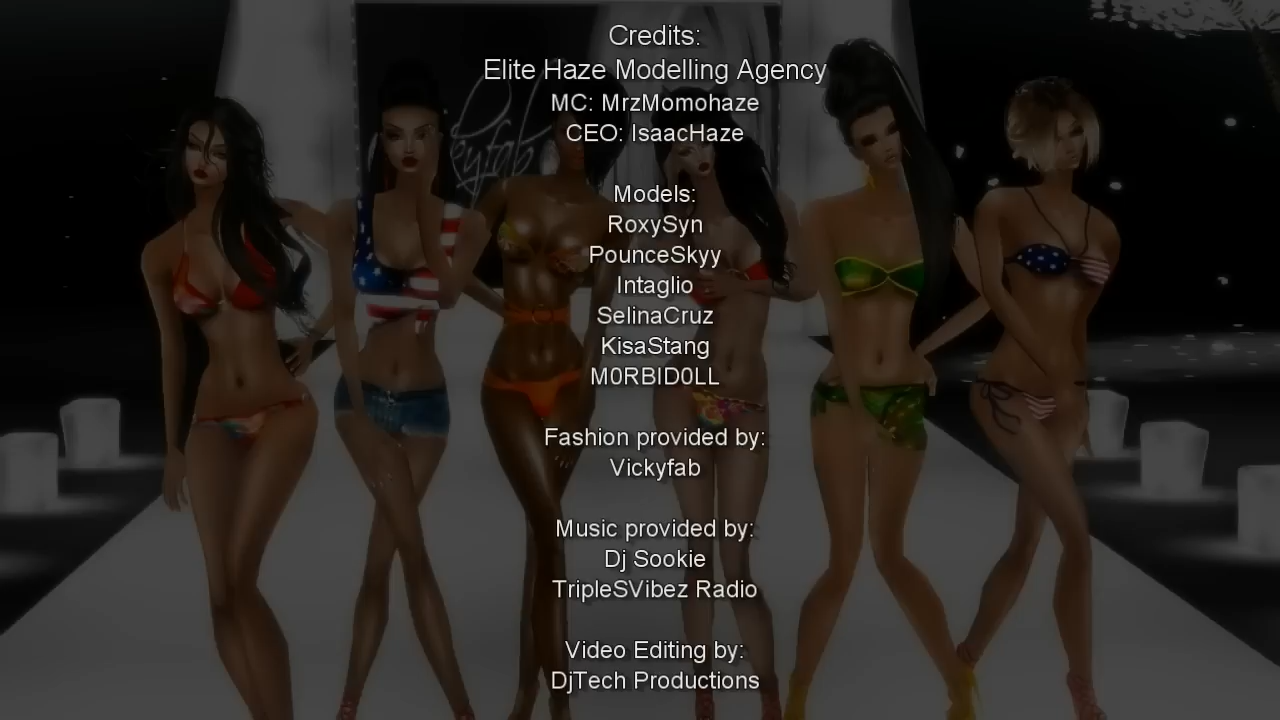 Credits:
Elite Haze Modelling Agency
MC: MrzMomohaze
CEO: IsaacHaze
Models:
RoxySyn
PounceSkyy
Intaglio
SelinaCruz
KisaStang
M0RBID0LL
Fashion provided by:
Vickyfab
Music provided by:
Dj Sookie
TripleSVibez Radio
Video Editing by:
DjTech Productions